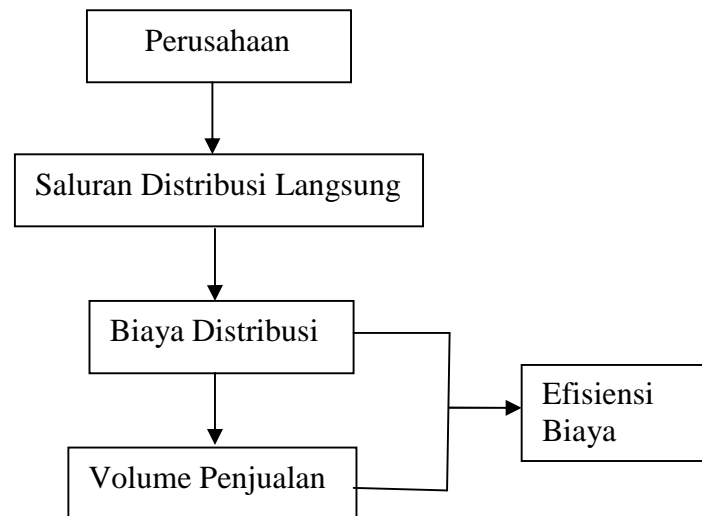 Perusahaan
Saluran Distribusi Langsung
Biaya Distribusi
Efisiensi
Biaya
Volume Penjualan